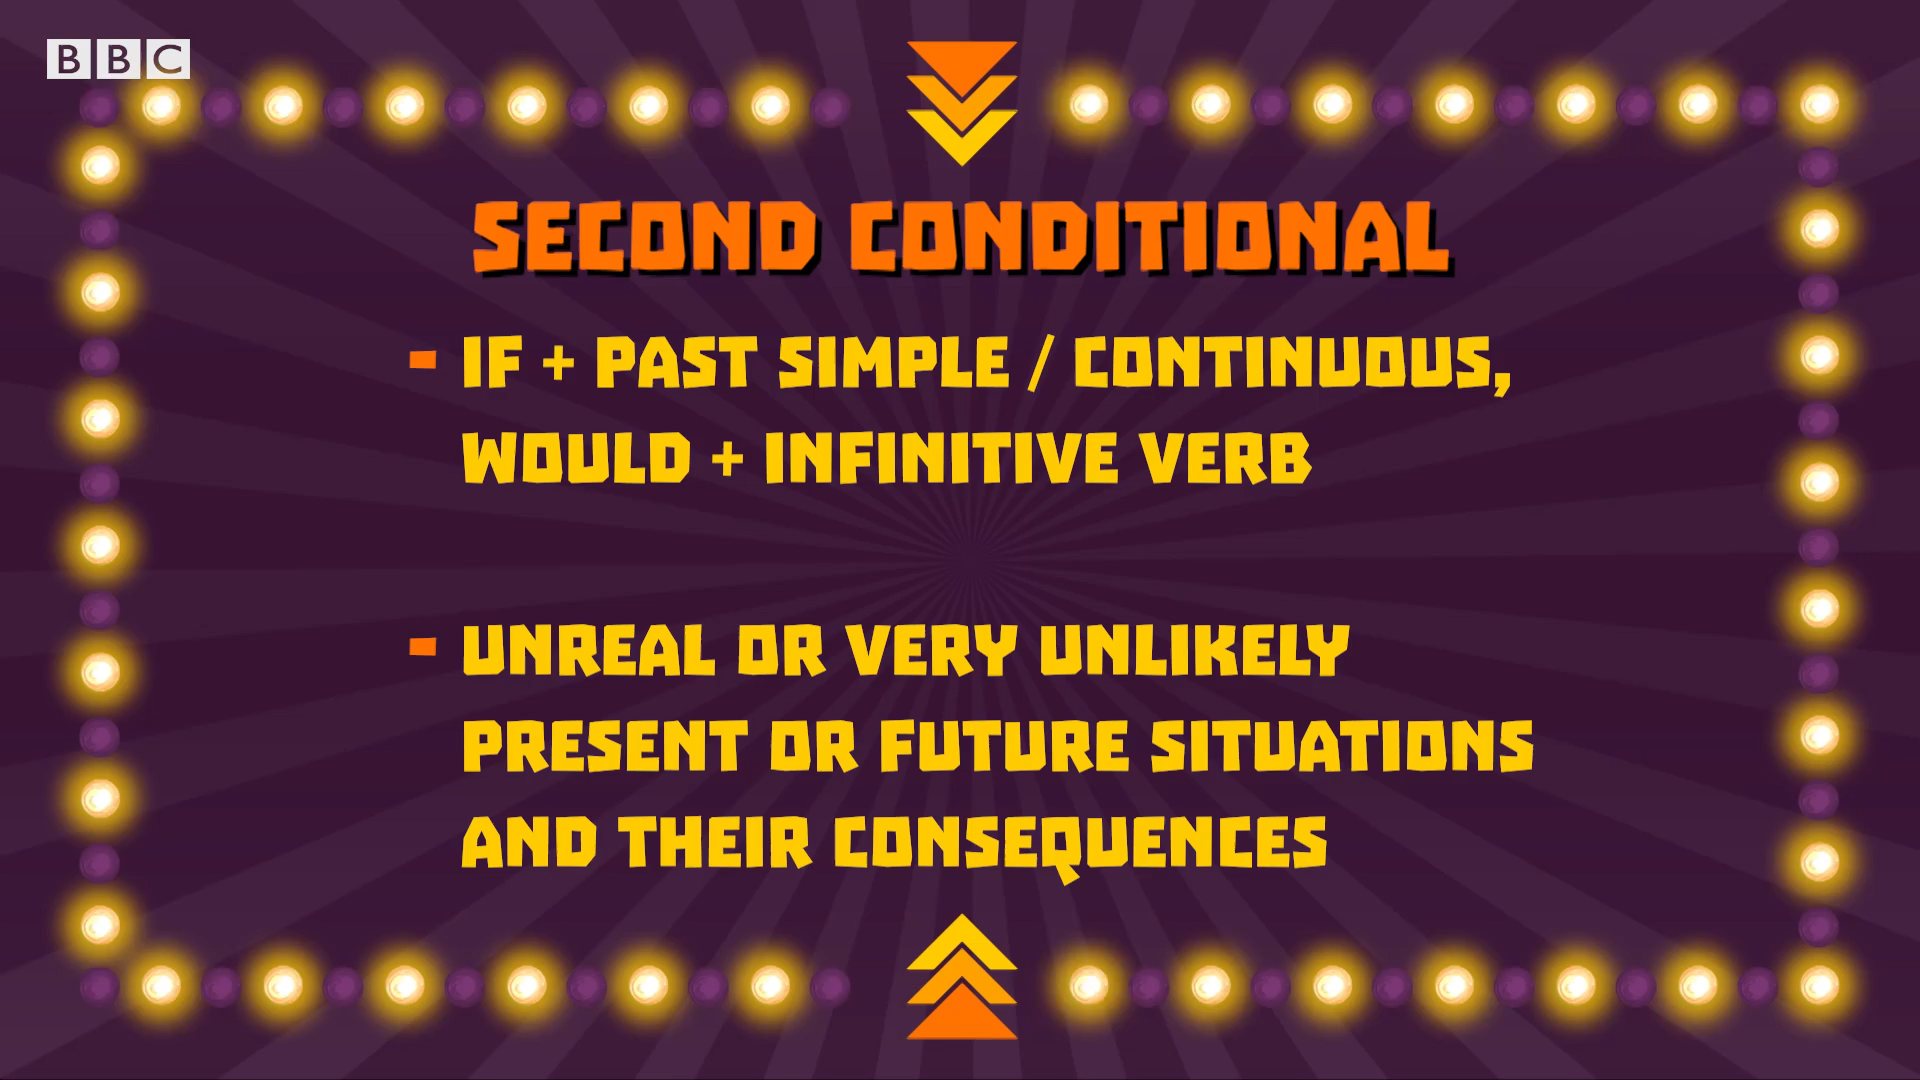 BBC
SECOND CONDITIONAL
- IF + PAST SIMPLE / CONTINUOUS,
WOULD + INFINITIVE VERB
- UNREAL OR VERY UNLIKELY
PRESENT OR FUTURE SITUATIONS
AND THEIR CONSEQUENCES